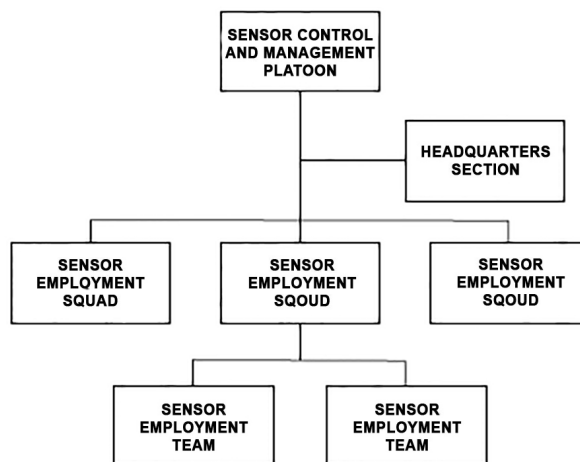 SENSOR CONTROL
AND MANAGEMENT
PLATOON
HEADQUARTERS
SECTION
SENSOR
EMPLOYMENT
SQUAD
SENSOR
EMPLOYMENT
SQOUD
SENSOR
EMPLOYMENT
SQOUD
SENSOR
EMPLOYMENT
TEAM
SENSOR
EMPLOYMENT
TEAM